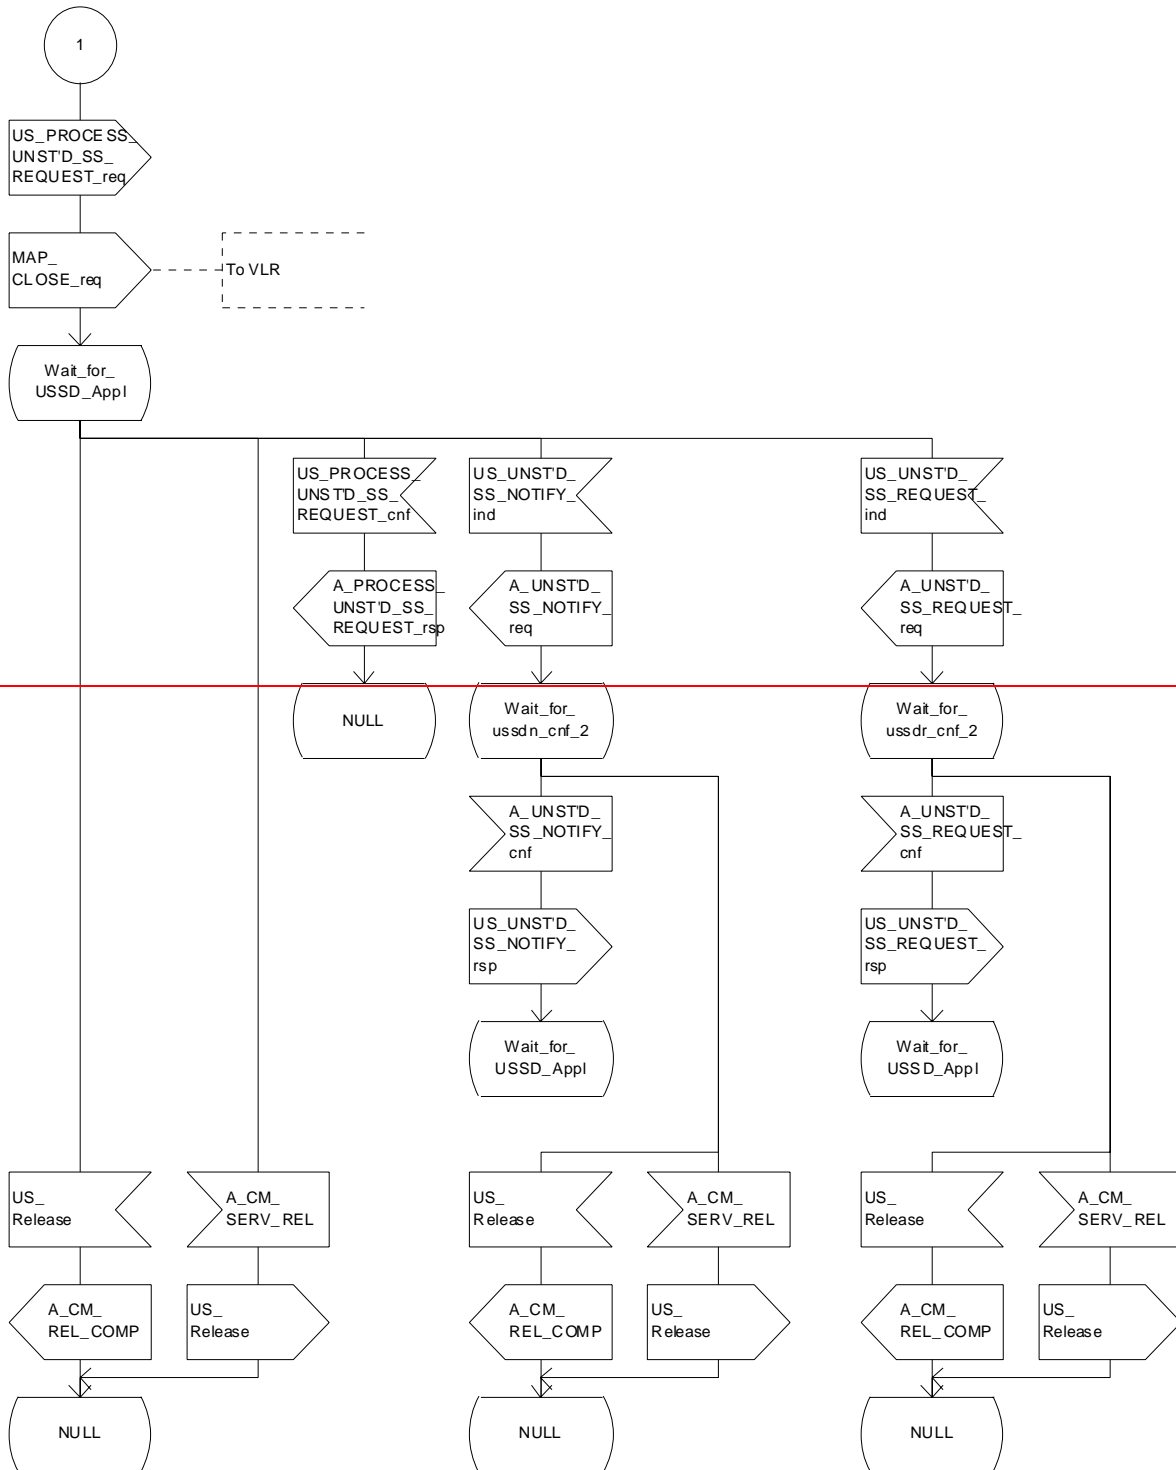 1
US_PROCESS_
UNST'D_SS_
REQUEST_req
MAP_
CLOSE_req
To VLR
Wait_for_
USSD_Appl
US_PROCESS_
UNST'D_SS_
REQUEST_cnf
US_UNST'D_
SS_NOTIFY_
ind
US_UNST'D_
SS_REQUEST_
ind
A_PROCESS_
UNST'D_SS_
REQUEST_rsp
A_UNST'D_
SS_NOTIFY_
req
A_UNST'D_
SS_REQUEST_
req
NULL
Wait_for_
ussdn_cnf_2
Wait_for_
ussdr_cnf_2
A_UNST'D_
SS_NOTIFY_
cnf
A_UNST'D_
SS_REQUEST_
cnf
US_UNST'D_
SS_NOTIFY_
rsp
US_UNST'D_
SS_REQUEST_
rsp
Wait_for_
USSD_Appl
Wait_for_
USSD_Appl
US_
Release
A_CM_
SERV_REL
US_
Release
A_CM_
SERV_REL
US_
Release
A_CM_
SERV_REL
A_CM_
REL_COMP
US_
Release
A_CM_
REL_COMP
US_
Release
A_CM_
REL_COMP
US_
Release
NULL
NULL
NULL